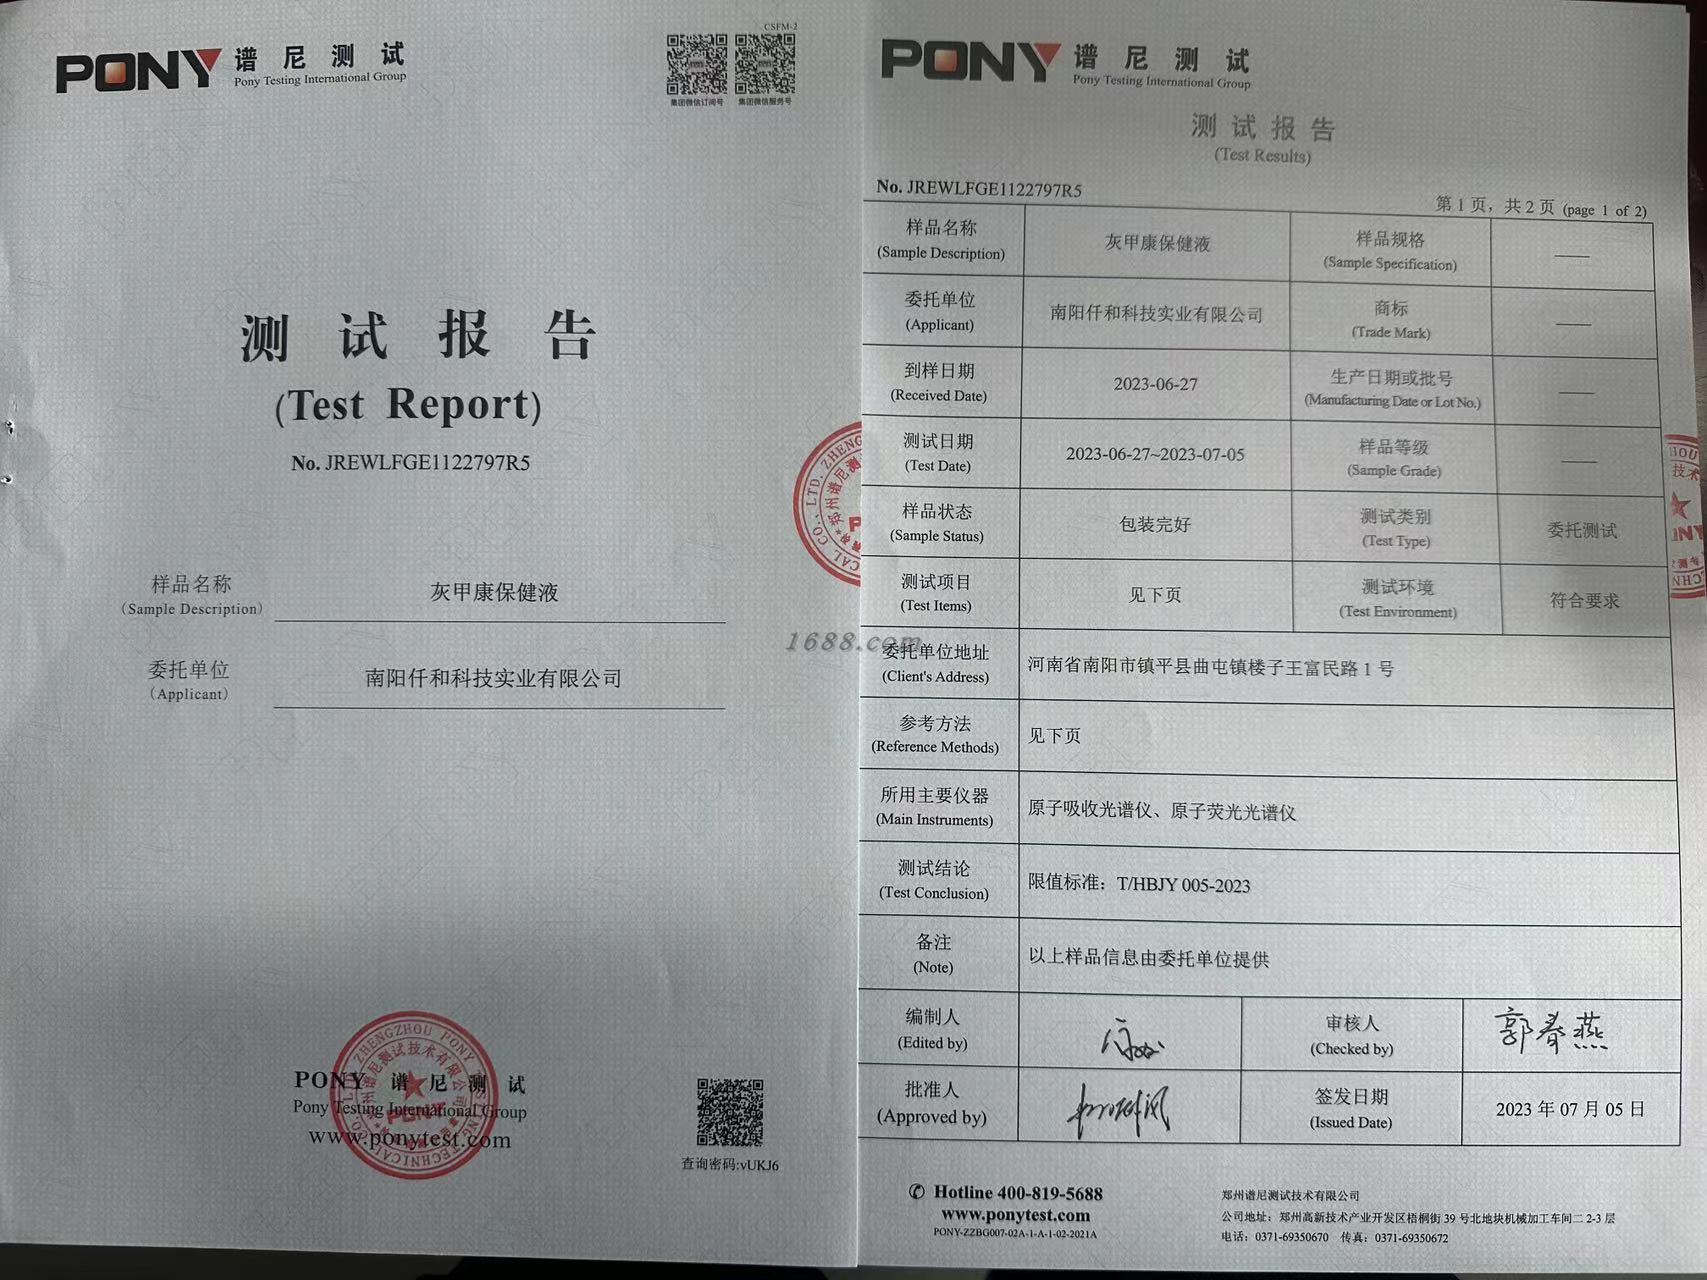 PONY 谱尼测试
Pony Testing International Group
CSFM-2
集团微信订阅号 集团微信服务号
测试报告
(Test Report)
No. JREWLFGE1122797R5
样品名称
(Sample Description)
灰甲康保健液
委托单位
(Applicant)
南阳仟和科技实业有限公司
PONY 谱尼测试
Pony Testing International Group
www.ponytest.com
查询密码:vUKJ6
PONY 谱尼测试
Pony Testing International Group
测试报告
(Test Results)
No. JREWLFGE1122797R5
第1页，共2页 (page 1 of 2)
样品名称
(Sample Description)
灰甲康保健液
样品规格
(Sample Specification)
——
委托单位
(Applicant)
南阳仟和科技实业有限公司
商标
(Trade Mark)
——
到样日期
(Received Date)
2023-06-27
生产日期或批号
(Manufacturing Date or Lot No.)
——
测试日期
(Test Date)
2023-06-27~2023-07-05
样品等级
(Sample Grade)
——
样品状态
(Sample Status)
包装完好
测试类别
(Test Type)
委托测试
测试项目
(Test Items)
见下页
测试环境
(Test Environment)
符合要求
1688.com
委托单位地址
(Client's Address)
河南省南阳市镇平县曲屯镇楼子王富民路1号
参考方法
(Reference Methods)
见下页
所用主要仪器
(Main Instruments)
原子吸收光谱仪、原子荧光光谱仪
测试结论
(Test Conclusion)
限值标准：T/HBJY 005-2023
备注
(Note)
以上样品信息由委托单位提供
编制人
(Edited by)
审核人
(Checked by)
郭春燕
批准人
(Approved by)
签发日期
(Issued Date)
2023年07月05日
✆ Hotline 400-819-5688
www.ponytest.com
PONY-ZZBG007-02A-1-A-1-02-2021A
郑州谱尼测试技术有限公司
公司地址：郑州高新技术产业开发区梧桐街39号北地块机械加工车间二2-3层
电话：0371-69350670 传真：0371-69350672